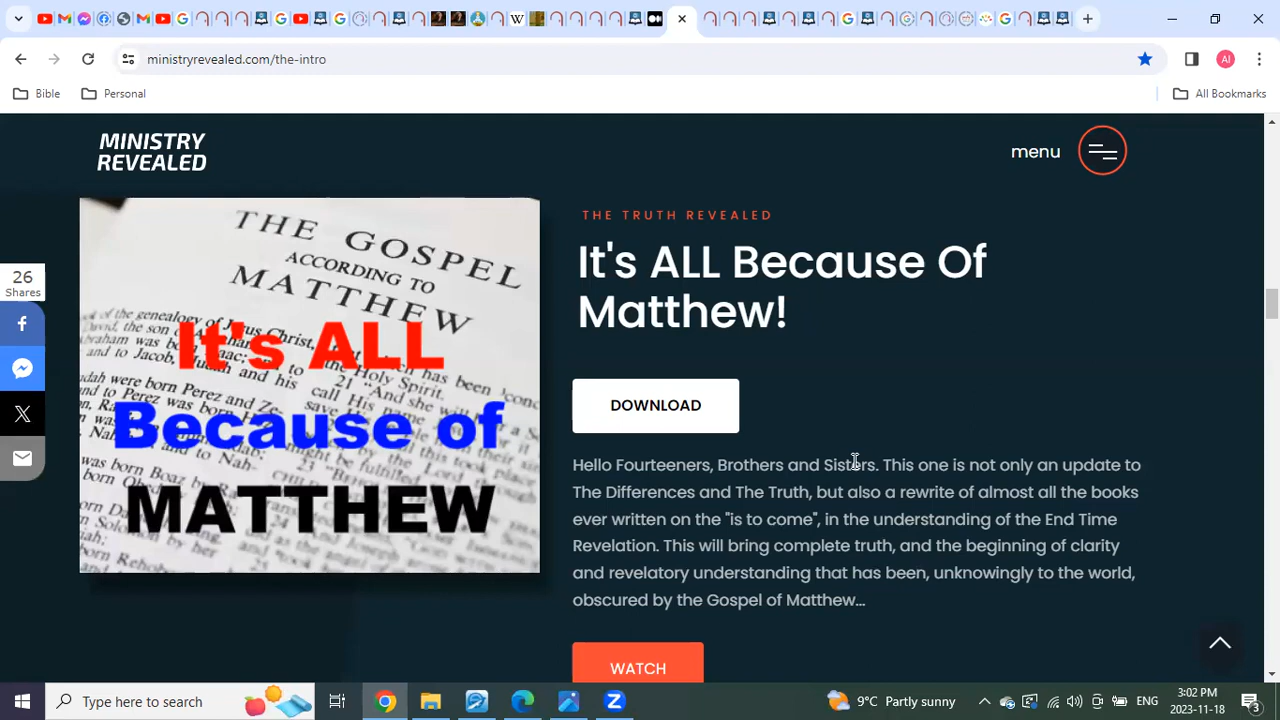 ministryrevealed.com/the-intro
AI
Bible
Personal
All Bookmarks
MINISTRY
REVEALED
menu
26
Shares
THE GOSPEL
ACCORDING TO
MATTHEW
It's ALL
Because of
MATTHEW
THE TRUTH REVEALED
It's ALL Because Of
Matthew!
DOWNLOAD
Hello Fourteeners, Brothers and Sisters. This one is not only an update to
The Differences and The Truth, but also a rewrite of almost all the books
ever written on the "is to come", in the understanding of the End Time
Revelation. This will bring complete truth, and the beginning of clarity
and revelatory understanding that has been, unknowingly to the world,
obscured by the Gospel of Matthew...
WATCH
Type here to search
9°C Partly sunny
ENG
3:02 PM
2023-11-18
3